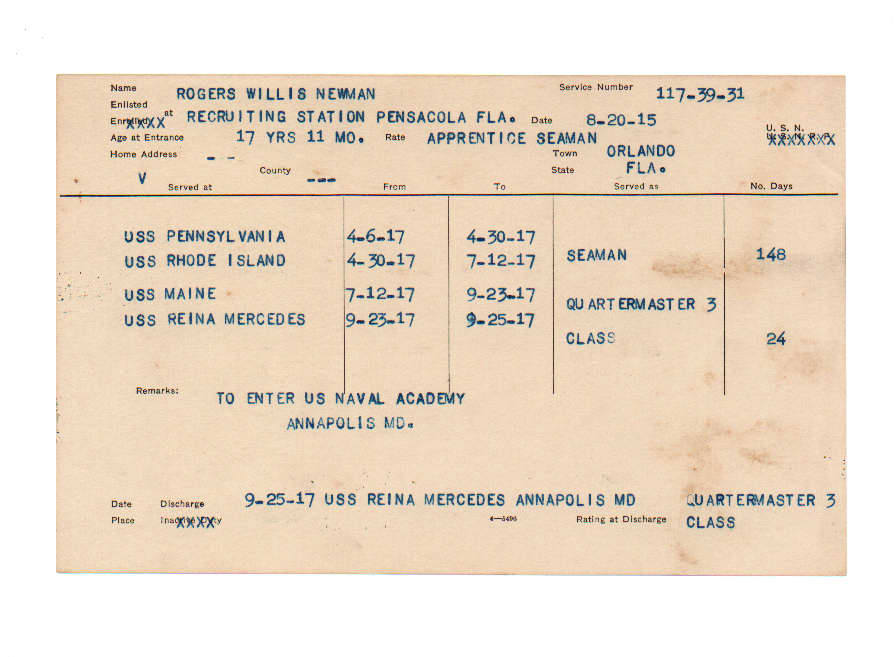 Name ROGERS WILLIS NEWMAN Service Number 117-39-31
Enlisted
Enrolled at RECRUITING STATION PENSACOLA FLA. Date 8-20-15
U. S. N.
Age at Entrance 17 YRS 11 MO. Rate APPRENTICE SEAMAN U. S. N. R. F.
Home Address - - Town ORLANDO
V County --- State FLA.
Served at From To Served as No. Days
USS PENNSYLVANIA 4-6-17 4-30-17
USS RHODE ISLAND 4-30-17 7-12-17 SEAMAN 148
USS MAINE 7-12-17 9-23-17 QUARTERMASTER 3
USS REINA MERCEDES 9-23-17 9-25-17
CLASS 24
Remarks: TO ENTER US NAVAL ACADEMY
ANNAPOLIS MD.
Date Discharge 9-25-17 USS REINA MERCEDES ANNAPOLIS MD QUARTERMASTER 3
Place Inactive Duty 4—5496 Rating at Discharge CLASS